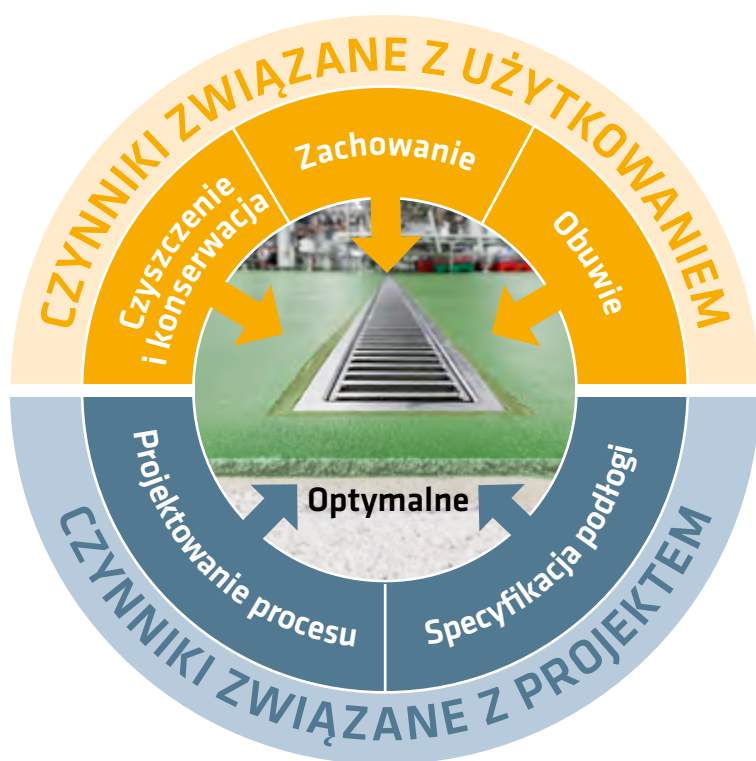 CZYNNIKI ZWIĄZANE Z UŻYTKOWANIEM
Czyszczenie
i konserwacja
Zachowanie
Obuwie
Optymalne
Projektowanie procesu
Specyfikacja podłogi
CZYNNIKI ZWIĄZANE Z PROJEKTEM